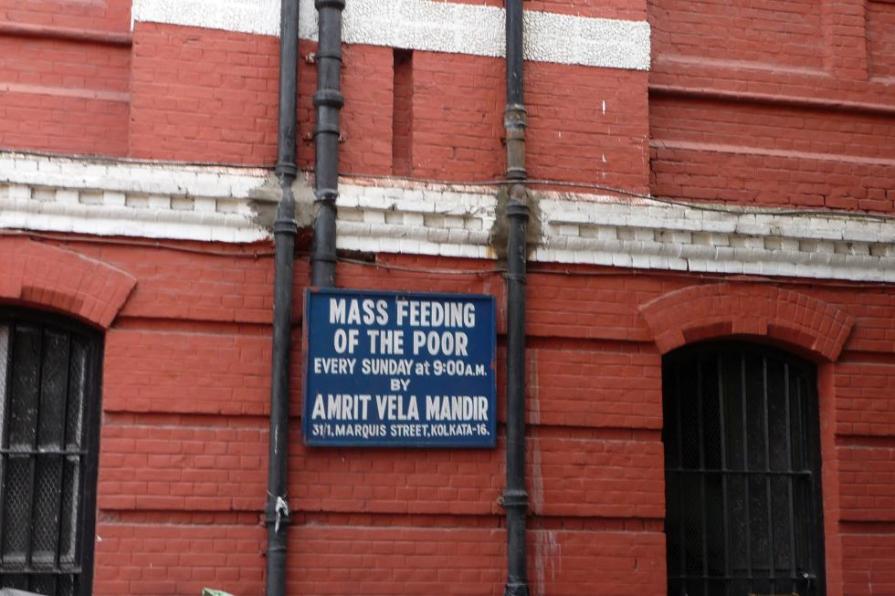 MASS FEEDING
OF THE POOR
EVERY SUNDAY at 9:00 A.M.
BY
AMRIT VELA MANDIR
31/1, MARQUIS STREET, KOLKATA-16.